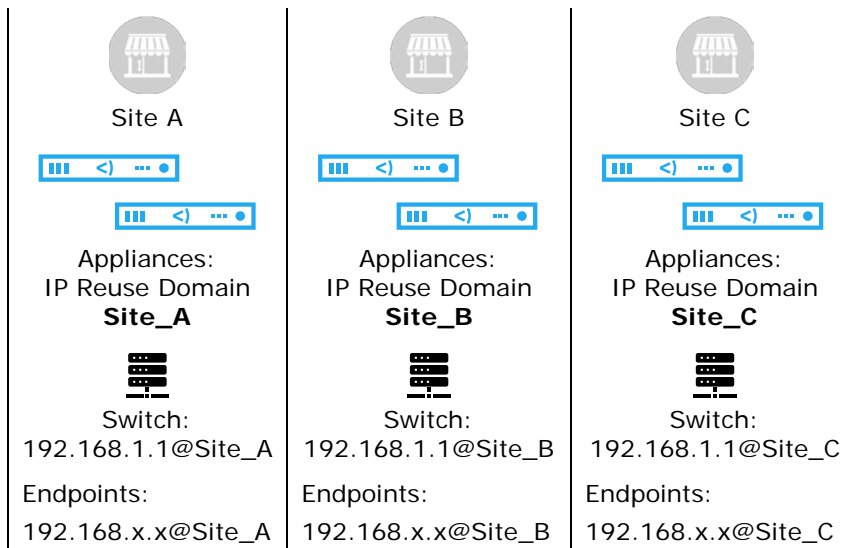 Site A
Appliances:
IP Reuse Domain
Site_A
Switch:
192.168.1.1@Site_A
Endpoints:
192.168.x.x@Site_A
Site B
Appliances:
IP Reuse Domain
Site_B
Switch:
192.168.1.1@Site_B
Endpoints:
192.168.x.x@Site_B
Site C
Appliances:
IP Reuse Domain
Site_C
Switch:
192.168.1.1@Site_C
Endpoints:
192.168.x.x@Site_C